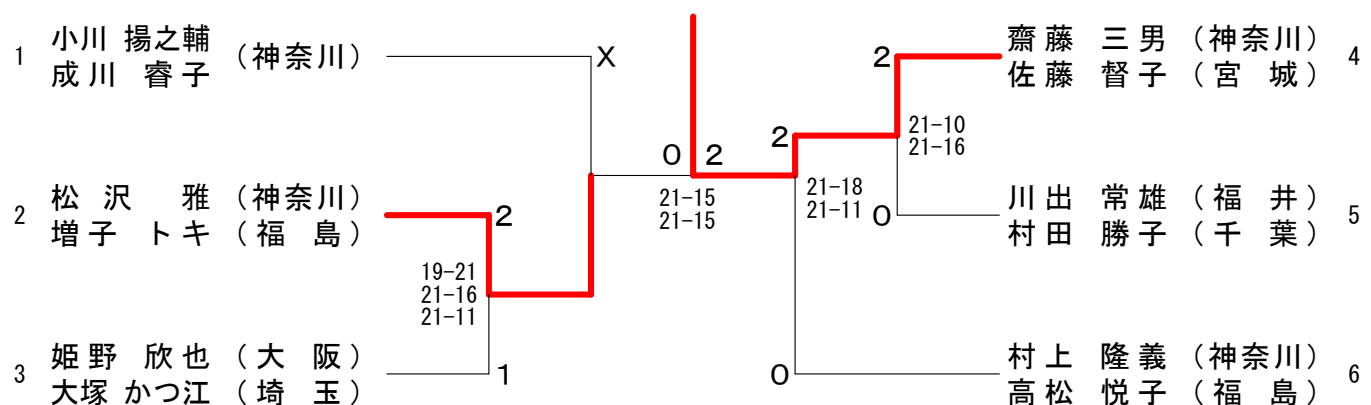 1 小川 揚之輔 (神奈川)
成川 睿子
X
2 松沢 雅 (神奈川)
増子 トキ (福島)
2
19-21
21-16
21-11
3 姫野 欣也 (大阪)
大塚 かつ江 (埼玉)
1
0 2
21-15
21-15
齋藤 三男 (神奈川) 4
佐藤 督子 (宮城)
2
21-10
21-16
2
21-18
21-11
川出 常雄 (福井) 5
村田 勝子 (千葉)
0
村上 隆義 (神奈川) 6
高松 悦子 (福島)
0